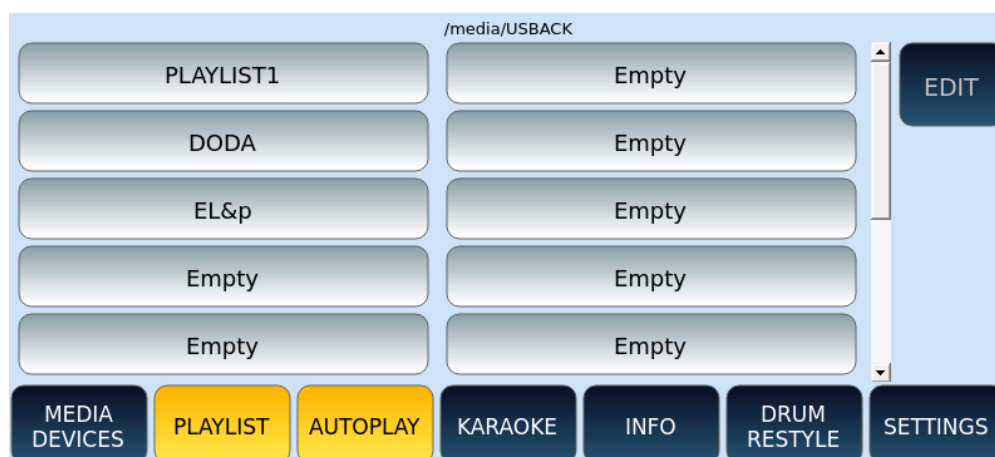 /media/USBACK
PLAYLIST1
Empty
EDIT
DODA
Empty
EL&p
Empty
Empty
Empty
Empty
Empty
MEDIA
DEVICES
PLAYLIST
AUTOPLAY
KARAOKE
INFO
DRUM
RESTYLE
SETTINGS